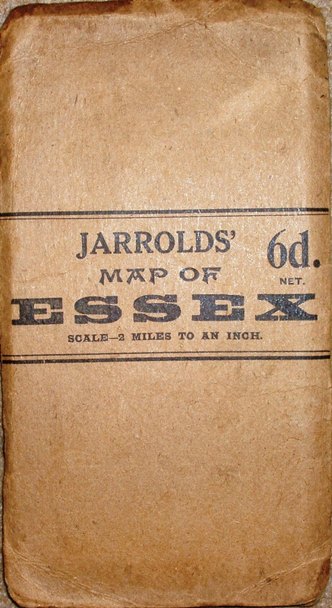 JARROLDS' 6d.
MAP OF NET.
ESSEX
SCALE–2 MILES TO AN INCH.